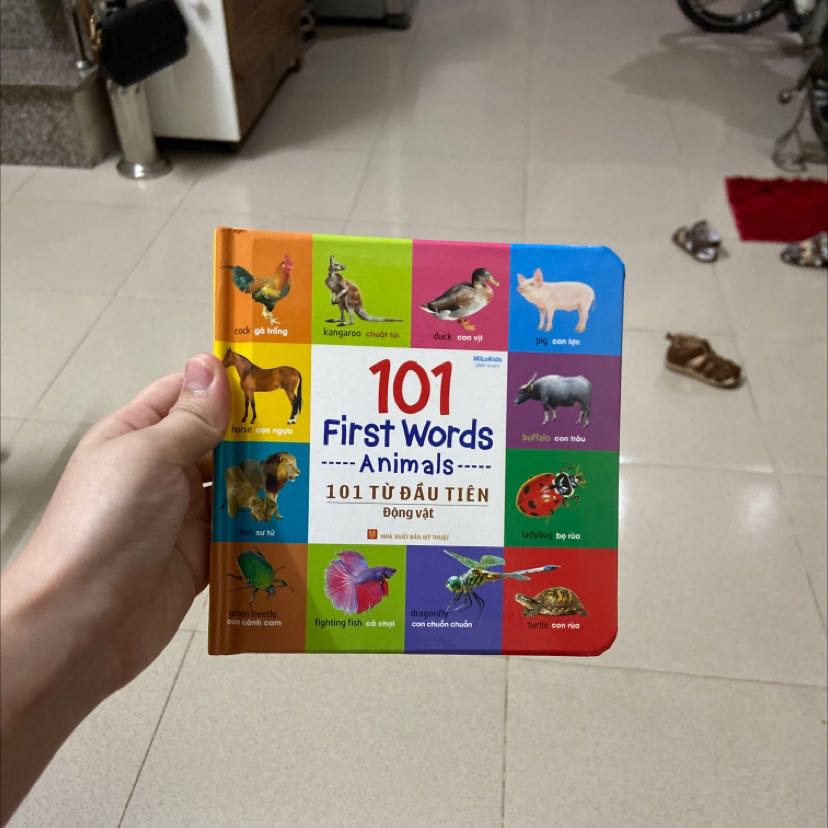 cock gà trống
kangaroo chuột túi
duck con vịt
pig con lợn
MiLoKids
horse con ngựa
101
First Words
Animals
101 TỪ ĐẦU TIÊN
Động vật
NHÀ XUẤT BẢN MỸ THUẬT
buffalo con trâu
lion sư tử
ladybug bọ rùa
green beetle
con cánh cam
fighting fish cá chọi
dragonfly
con chuồn chuồn
turtle con rùa